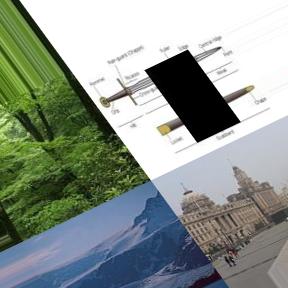 Rain-guard (Chappe)
Fuller
Edge
Central ridge
Point
Pommel
Ricasso
Cross-guard
Blade
Grip
Hilt
Locket
Scabbard
Chape